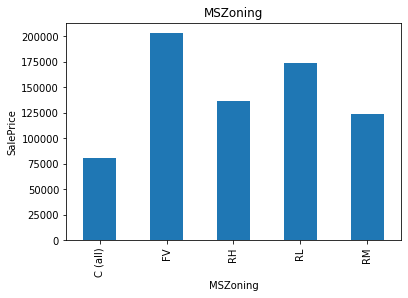 MSZoning
200000
175000
150000
125000
100000
75000
50000
25000
0
SalePrice
C (all)
FV
RH
RL
RM
MSZoning